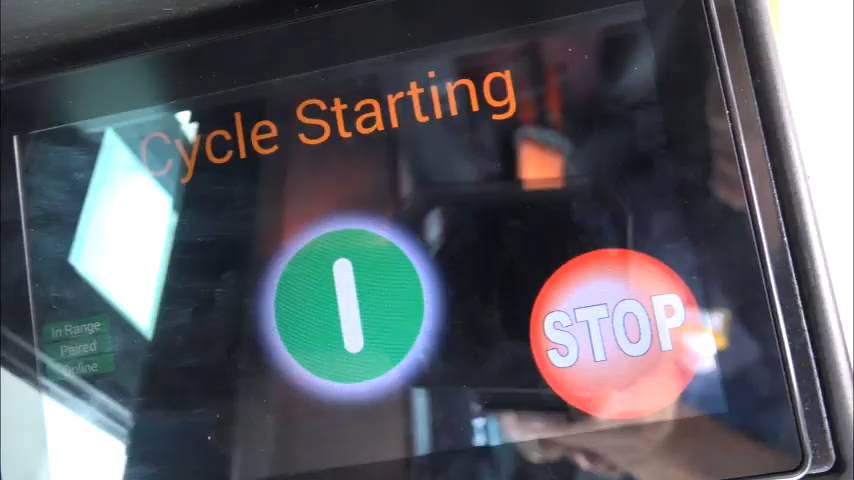 Cycle Starting
STOP
In Range
Paired
Online